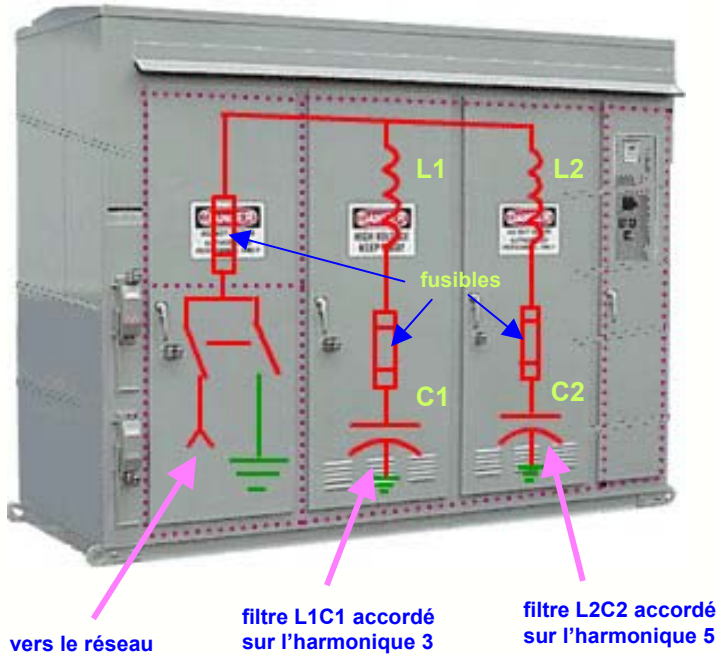 L1
L2
DANGER
DANGER
HIGH VOLTAGE
KEEP OUT
DANGER
fusibles
C1
C2
vers le réseau
filtre L1C1 accordé
sur l'harmonique 3
filtre L2C2 accordé
sur l'harmonique 5